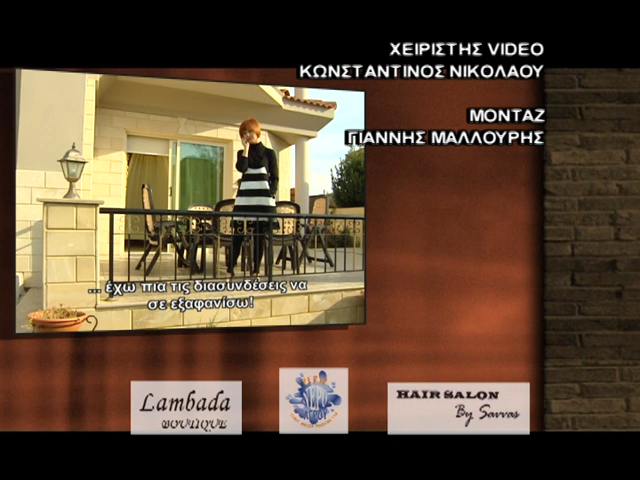 ΧΕΙΡΙΣΤΗΣ VIDEO
ΚΩΝΣΤΑΝΤΙΝΟΣ ΝΙΚΟΛΑΟΥ
ΜΟΝΤΑΖ
ΓΙΑΝΝΗΣ ΜΑΛΛΟΥΡΗΣ
... έχω πια τις διασυνδέσεις να
σε εξαφανίσω!
Lambada
BOUTIQUE
HAIR SALON
By Savvas